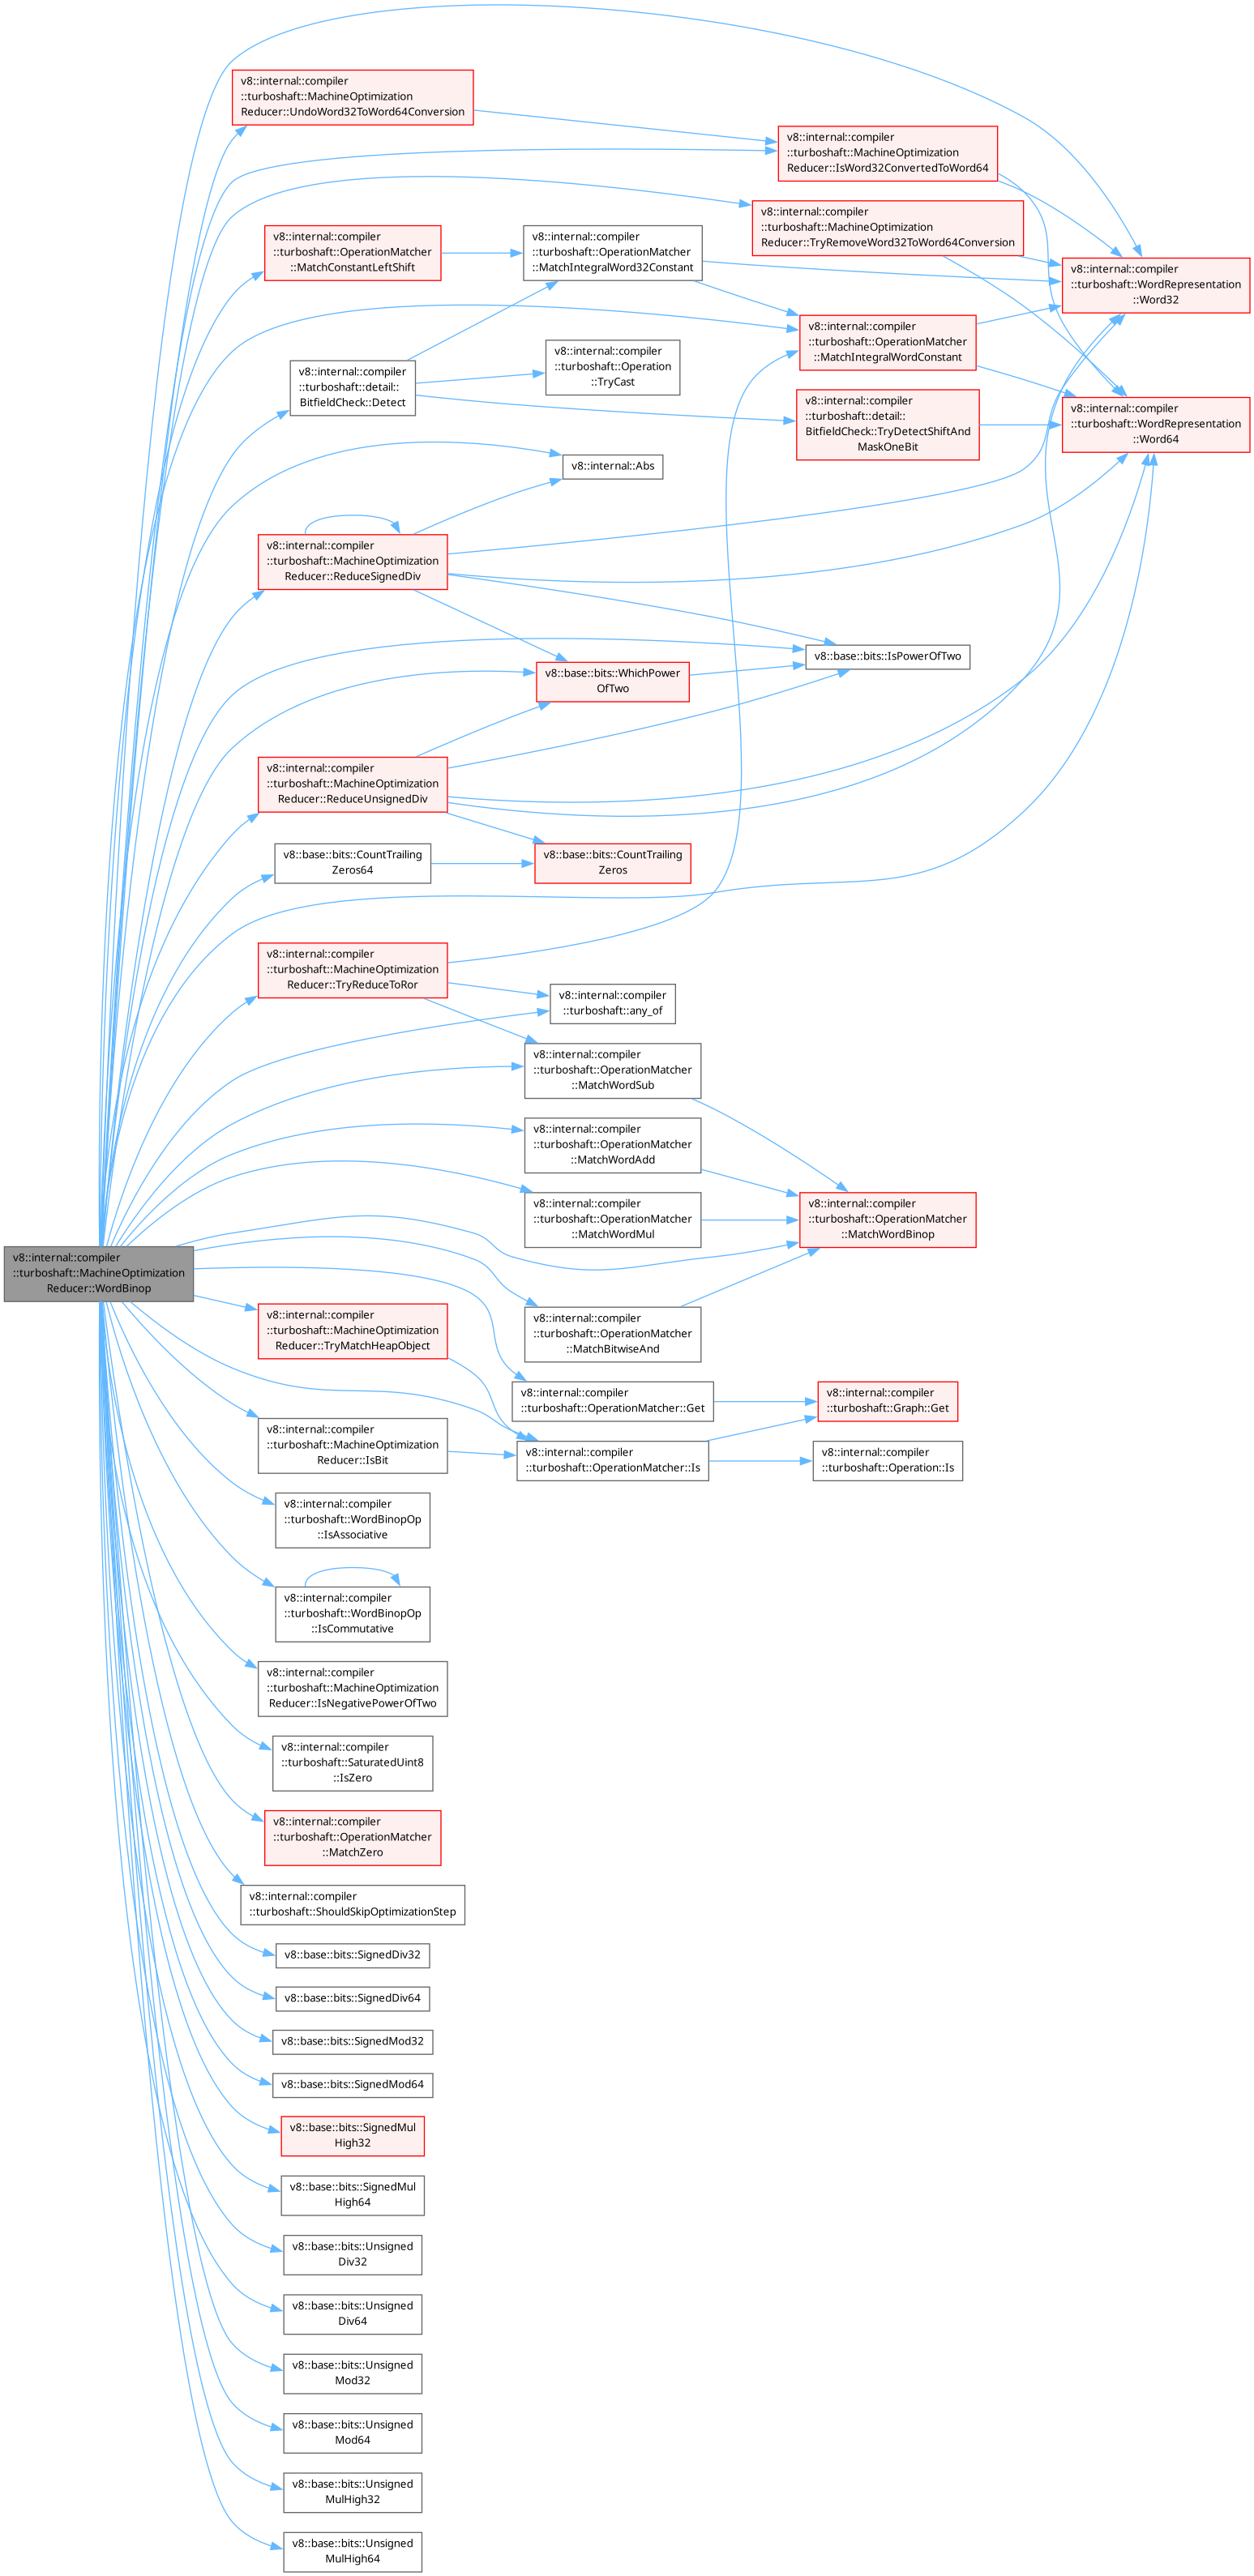 v8::internal::compiler
::turboshaft::MachineOptimization
Reducer::UndoWord32ToWord64Conversion
v8::internal::compiler
::turboshaft::MachineOptimization
Reducer::IsWord32ConvertedToWord64
v8::internal::compiler
::turboshaft::MachineOptimization
Reducer::TryRemoveWord32ToWord64Conversion
v8::internal::compiler
::turboshaft::OperationMatcher
::MatchConstantLeftShift
v8::internal::compiler
::turboshaft::OperationMatcher
::MatchIntegralWord32Constant
v8::internal::compiler
::turboshaft::WordRepresentation
::Word32
v8::internal::compiler
::turboshaft::OperationMatcher
::MatchIntegralWordConstant
v8::internal::compiler
::turboshaft::Operation
::TryCast
v8::internal::compiler
::turboshaft::detail::
BitfieldCheck::Detect
v8::internal::compiler
::turboshaft::detail::
BitfieldCheck::TryDetectShiftAnd
MaskOneBit
v8::internal::compiler
::turboshaft::WordRepresentation
::Word64
v8::internal::Abs
v8::internal::compiler
::turboshaft::MachineOptimization
Reducer::ReduceSignedDiv
v8::base::bits::IsPowerOfTwo
v8::base::bits::WhichPower
OfTwo
v8::internal::compiler
::turboshaft::MachineOptimization
Reducer::ReduceUnsignedDiv
v8::base::bits::CountTrailing
Zeros64
v8::base::bits::CountTrailing
Zeros
v8::internal::compiler
::turboshaft::MachineOptimization
Reducer::TryReduceToRor
v8::internal::compiler
::turboshaft::any_of
v8::internal::compiler
::turboshaft::OperationMatcher
::MatchWordSub
v8::internal::compiler
::turboshaft::OperationMatcher
::MatchWordAdd
v8::internal::compiler
::turboshaft::OperationMatcher
::MatchWordMul
v8::internal::compiler
::turboshaft::OperationMatcher
::MatchWordBinop
v8::internal::compiler
::turboshaft::MachineOptimization
Reducer::WordBinop
v8::internal::compiler
::turboshaft::MachineOptimization
Reducer::TryMatchHeapObject
v8::internal::compiler
::turboshaft::OperationMatcher
::MatchBitwiseAnd
v8::internal::compiler
::turboshaft::OperationMatcher::Get
v8::internal::compiler
::turboshaft::Graph::Get
v8::internal::compiler
::turboshaft::MachineOptimization
Reducer::IsBit
v8::internal::compiler
::turboshaft::OperationMatcher::Is
v8::internal::compiler
::turboshaft::Operation::Is
v8::internal::compiler
::turboshaft::WordBinopOp
::IsAssociative
v8::internal::compiler
::turboshaft::WordBinopOp
::IsCommutative
v8::internal::compiler
::turboshaft::MachineOptimization
Reducer::IsNegativePowerOfTwo
v8::internal::compiler
::turboshaft::SaturatedUint8
::IsZero
v8::internal::compiler
::turboshaft::OperationMatcher
::MatchZero
v8::internal::compiler
::turboshaft::ShouldSkipOptimizationStep
v8::base::bits::SignedDiv32
v8::base::bits::SignedDiv64
v8::base::bits::SignedMod32
v8::base::bits::SignedMod64
v8::base::bits::SignedMul
High32
v8::base::bits::SignedMul
High64
v8::base::bits::Unsigned
Div32
v8::base::bits::Unsigned
Div64
v8::base::bits::Unsigned
Mod32
v8::base::bits::Unsigned
Mod64
v8::base::bits::Unsigned
MulHigh32
v8::base::bits::Unsigned
MulHigh64